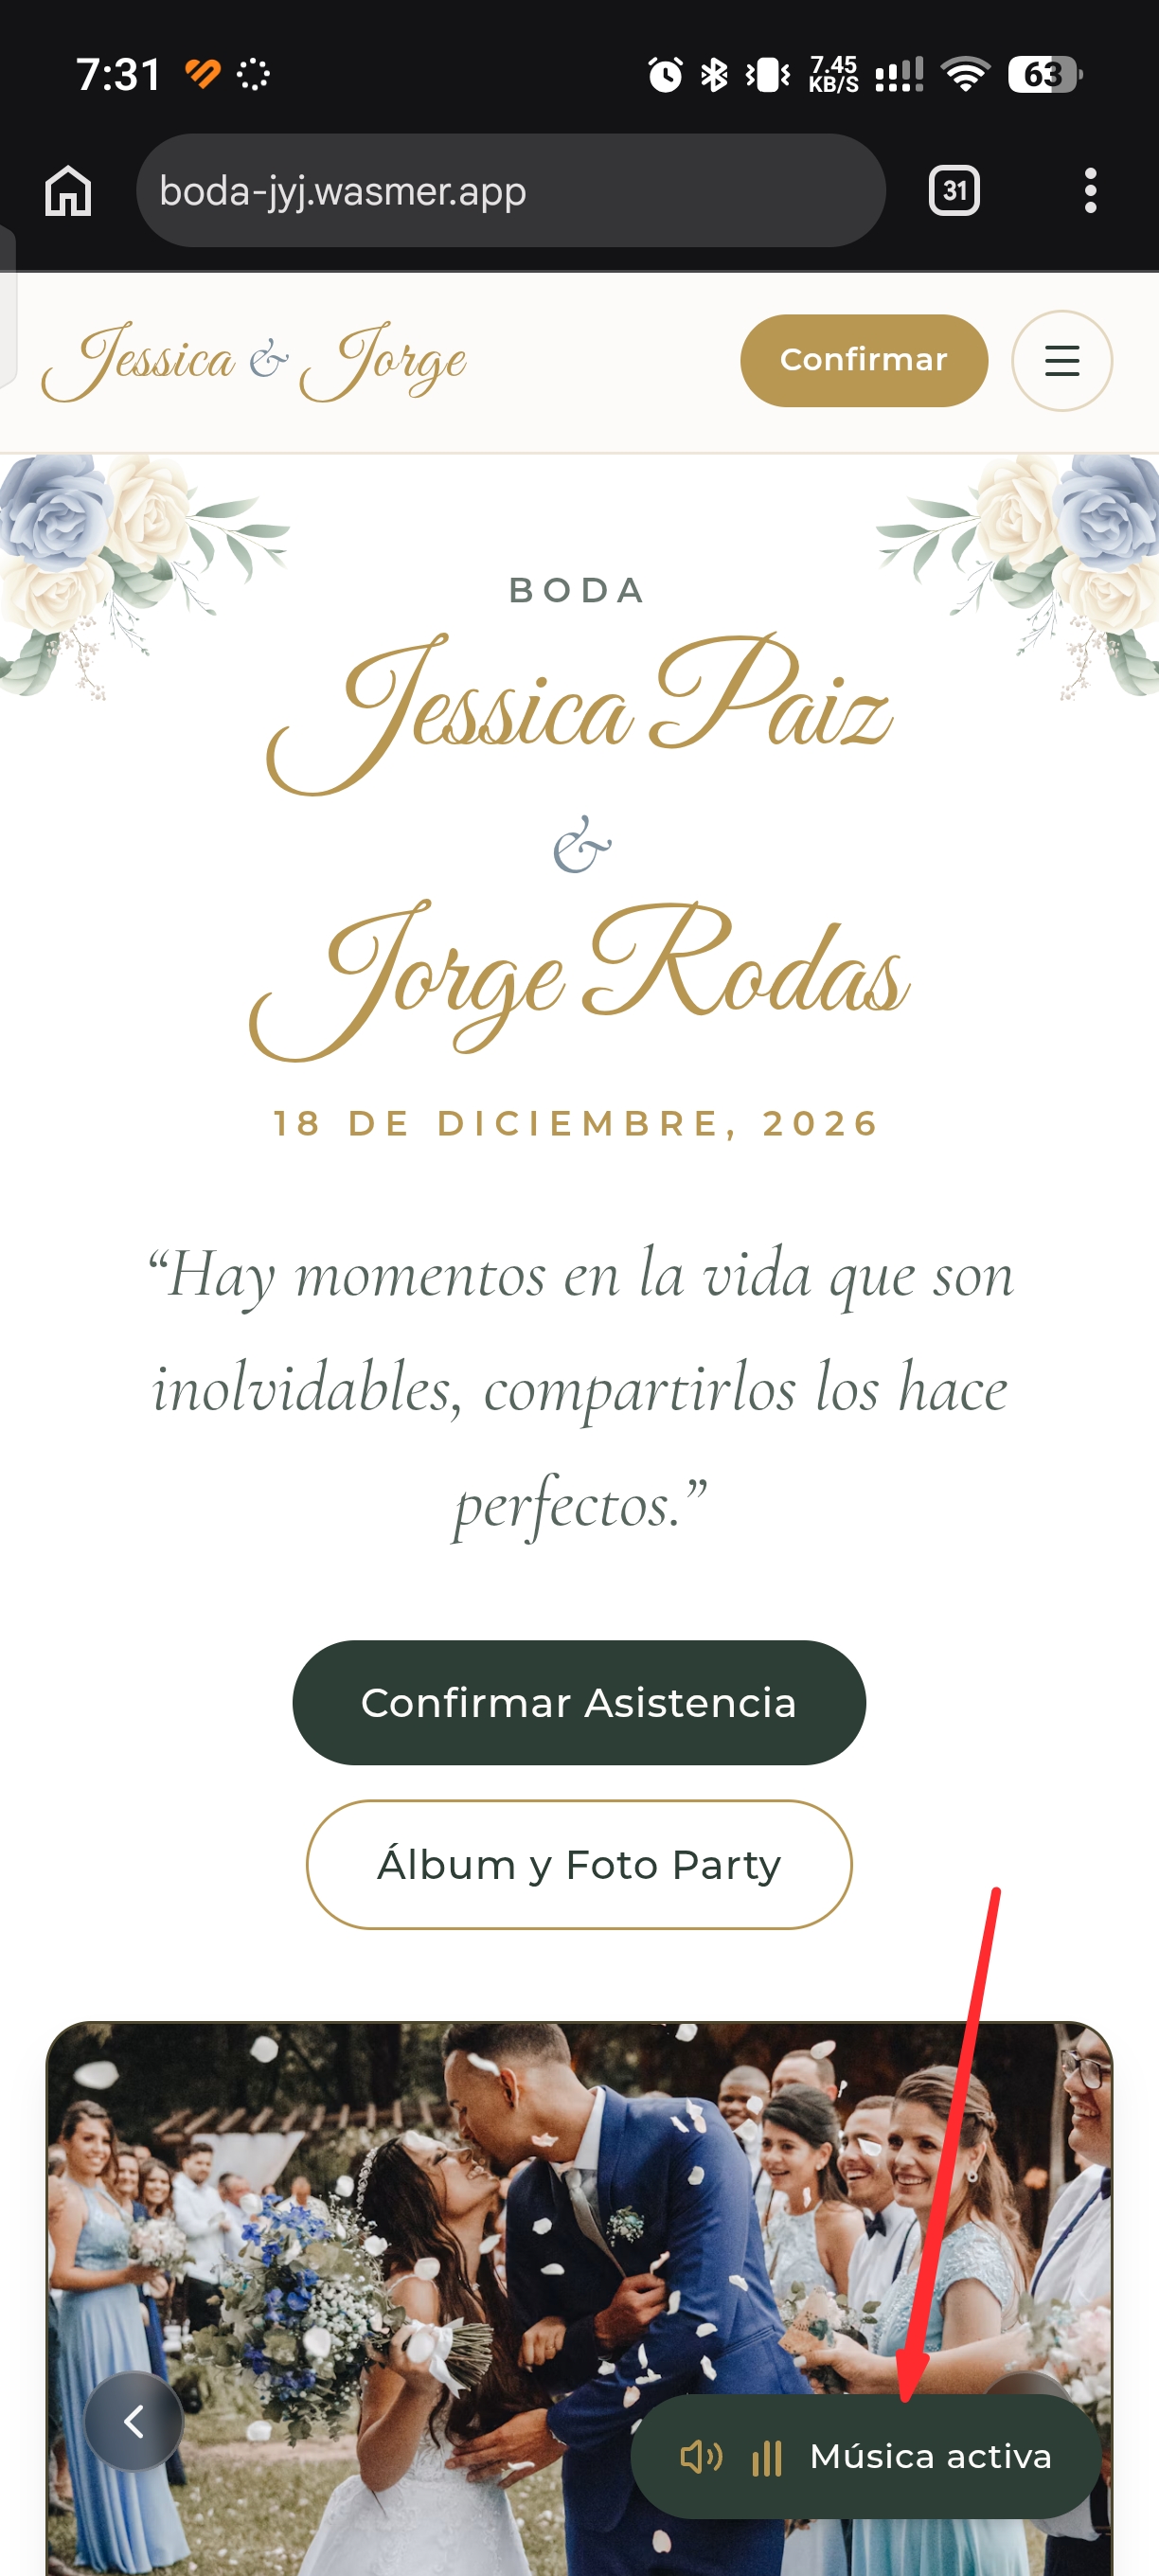 7:31
7.45
KB/S
63
boda-jyj.wasmer.app
31
Jessica & Jorge
Confirmar
BODA
Jessica Paiz
&
Jorge Rodas
18 DE DICIEMBRE, 2026
“Hay momentos en la vida que son
inolvidables, compartirlos los hace
perfectos.”
Confirmar Asistencia
Álbum y Foto Party
Música activa